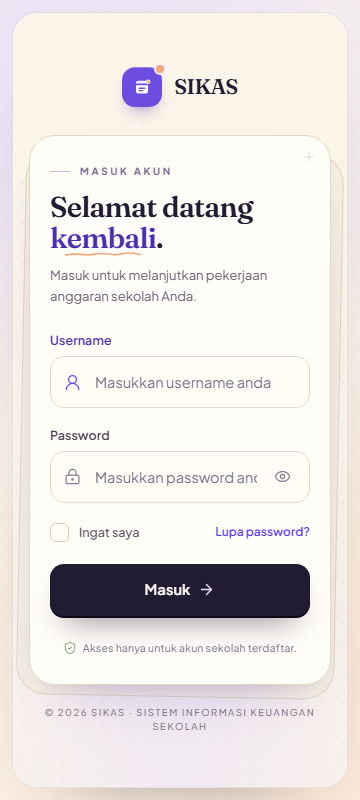 SIKAS
MASUK AKUN
Selamat datang
kembali.
Masuk untuk melanjutkan pekerjaan
anggaran sekolah Anda.
Username
Masukkan username anda
Password
Masukkan password and
Ingat saya
Lupa password?
Masuk →
Akses hanya untuk akun sekolah terdaftar.
© 2026 SIKAS · SISTEM INFORMASI KEUANGAN
SEKOLAH